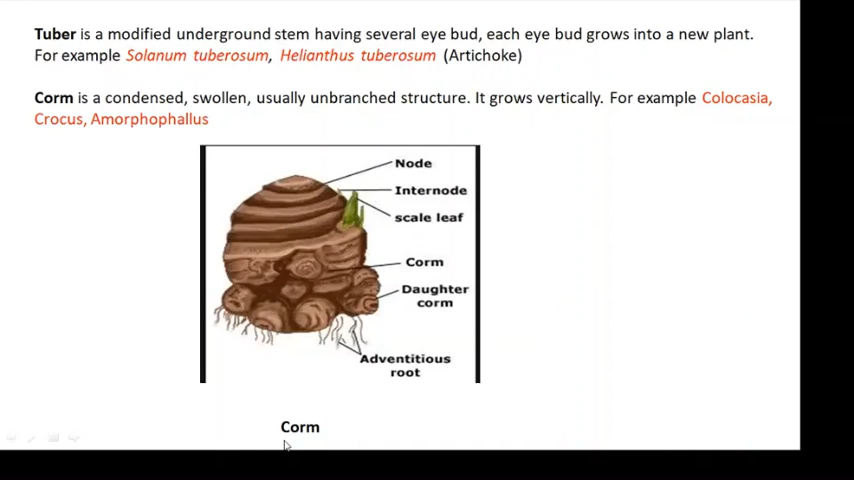 Tuber is a modified underground stem having several eye bud, each eye bud grows into a new plant.
For example Solanum tuberosum, Helianthus tuberosum (Artichoke)
Corm is a condensed, swollen, usually unbranched structure. It grows vertically. For example Colocasia,
Crocus, Amorphophallus
Node
Internode
scale leaf
Corm
Daughter
corm
Adventitious
root
Corm